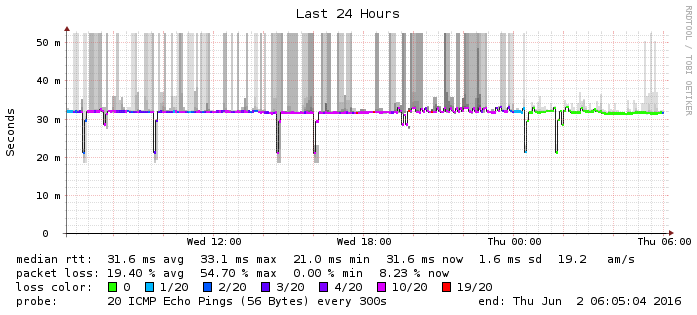 Last 24 Hours
RRDTOOL / TOBI OETIKER
Seconds
50 m
40 m
30 m
20 m
10 m
0
Wed 12:00 Wed 18:00 Thu 00:00 Thu 06:00
median rtt: 31.6 ms avg 33.1 ms max 21.0 ms min 31.6 ms now 1.6 ms sd 19.2 am/s
packet loss: 19.40 % avg 54.70 % max 0.00 % min 8.23 % now
loss color: 0 1/20 2/20 3/20 4/20 10/20 19/20
probe: 20 ICMP Echo Pings (56 Bytes) every 300s end: Thu Jun 2 06:05:04 2016